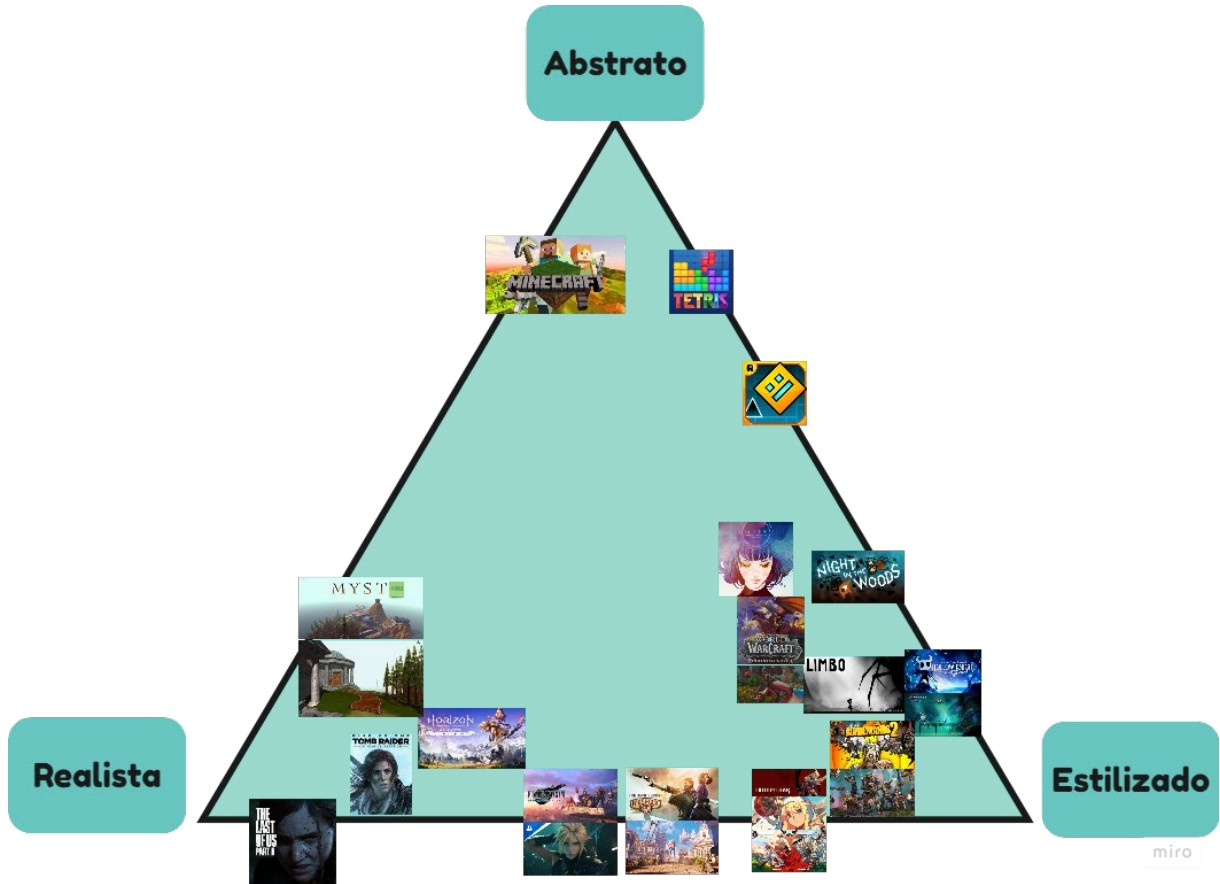 Abstrato
MINECRAFT
TETRIS
MYST
NIGHT
IN THE
WOODS
WORLD
WARCRAFT
LIMBO
HORIZON
TOMB RAIDER
2
Realista
Estilizado
THE
LAST
OF US
PART II
miro